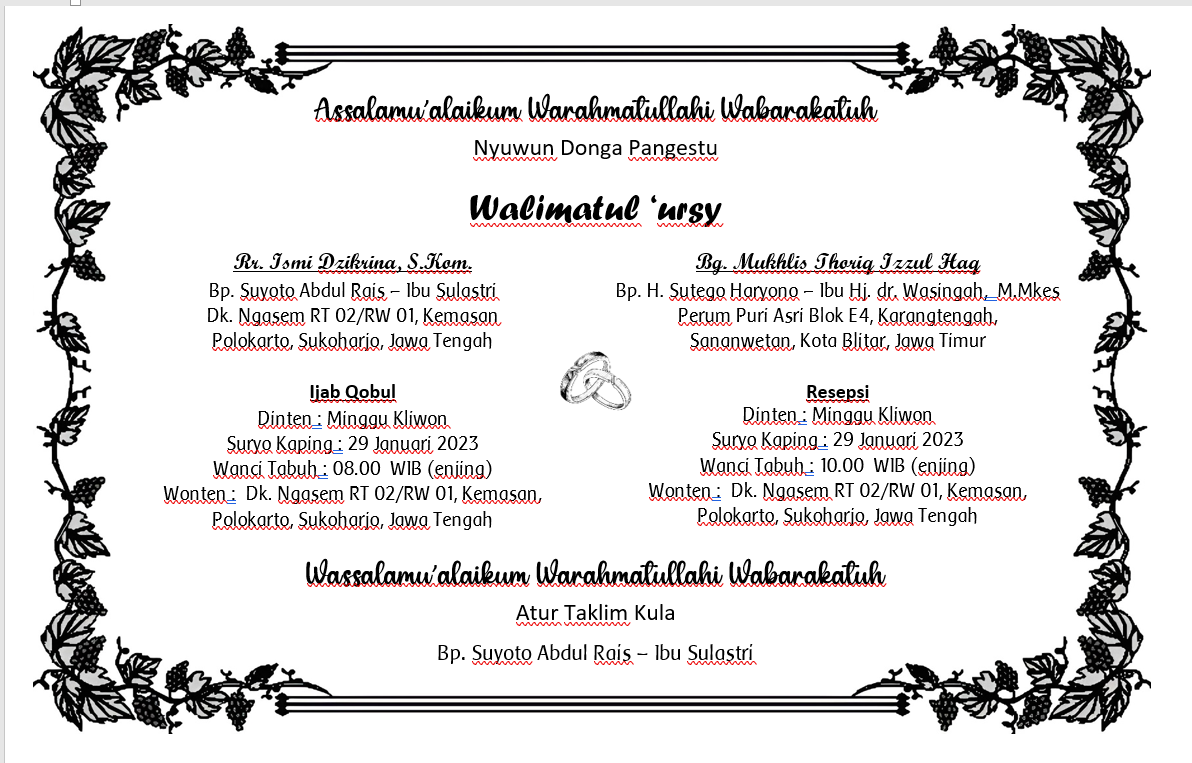 Assalamu'alaikum Warahmatullahi Wabarakatuh
Nyuwun Donga Pangestu
Walimatul 'ursy
Rr. Ismi Dzikrina, S.Kom.
Bp. Suyoto Abdul Rais – Ibu Sulastri
Dk. Ngasem RT 02/RW 01, Kemasan
Polokarto, Sukoharjo, Jawa Tengah
Bg. Mukhlis Thoriq Izzul Haq
Bp. H. Sutego Haryono – Ibu Hj. dr. Wasingah, M.Mkes
Perum Puri Asri Blok E4, Karangtengah,
Sananwetan, Kota Blitar, Jawa Timur
Ijab Qobul
Dinten : Minggu Kliwon
Suryo Kaping : 29 Januari 2023
Wanci Tabuh : 08.00 WIB (enjing)
Wonten : Dk. Ngasem RT 02/RW 01, Kemasan,
Polokarto, Sukoharjo, Jawa Tengah
Resepsi
Dinten : Minggu Kliwon
Suryo Kaping : 29 Januari 2023
Wanci Tabuh : 10.00 WIB (enjing)
Wonten : Dk. Ngasem RT 02/RW 01, Kemasan,
Polokarto, Sukoharjo, Jawa Tengah
Wassalamu'alaikum Warahmatullahi Wabarakatuh
Atur Taklim Kula
Bp. Suyoto Abdul Rais – Ibu Sulastri